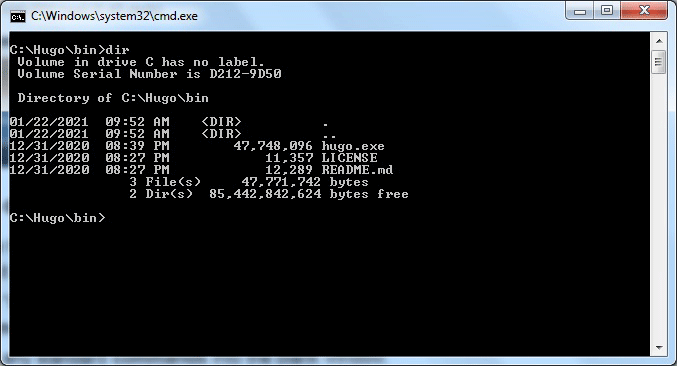 C:\Windows\system32\cmd.exe
C:\Hugo\bin>dir
Volume in drive C has no label.
Volume Serial Number is D212-9D50
Directory of C:\Hugo\bin
01/22/2021 09:52 AM <DIR> .
01/22/2021 09:52 AM <DIR> ..
12/31/2020 08:39 PM 47,748,096 hugo.exe
12/31/2020 08:27 PM 11,357 LICENSE
12/31/2020 08:27 PM 12,289 README.md
3 File(s) 47,771,742 bytes
2 Dir(s) 85,442,842,624 bytes free
C:\Hugo\bin>